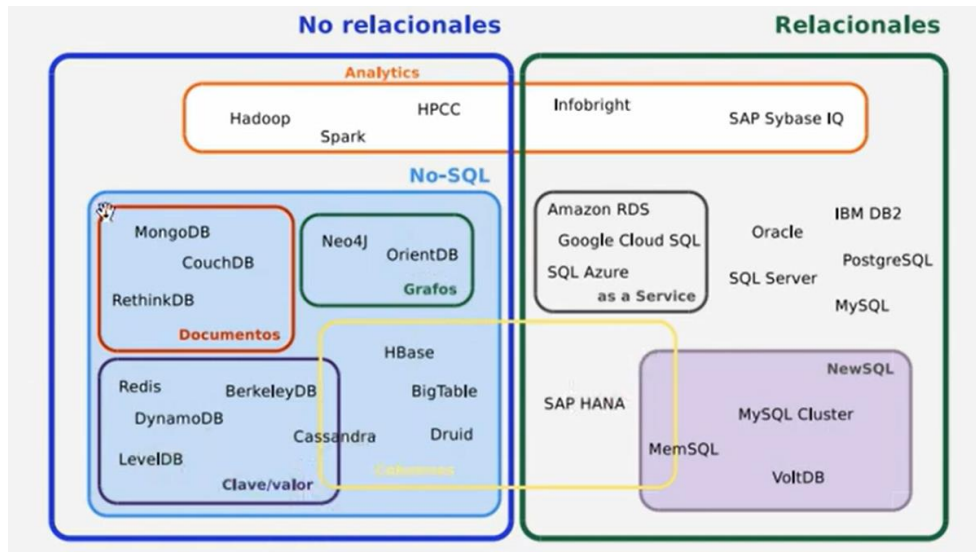 No relacionales
Relacionales
Analytics
Hadoop
HPCC
Spark
Infobright
SAP Sybase IQ
No-SQL
MongoDB
CouchDB
RethinkDB
Documentos
Neo4J
OrientDB
Grafos
Amazon RDS
Google Cloud SQL
SQL Azure
as a Service
IBM DB2
Oracle
PostgreSQL
SQL Server
MySQL
Redis
BerkeleyDB
DynamoDB
Cassandra
LevelDB
Clave/valor
HBase
BigTable
Druid
Columnas
SAP HANA
NewSQL
MySQL Cluster
MemSQL
VoltDB